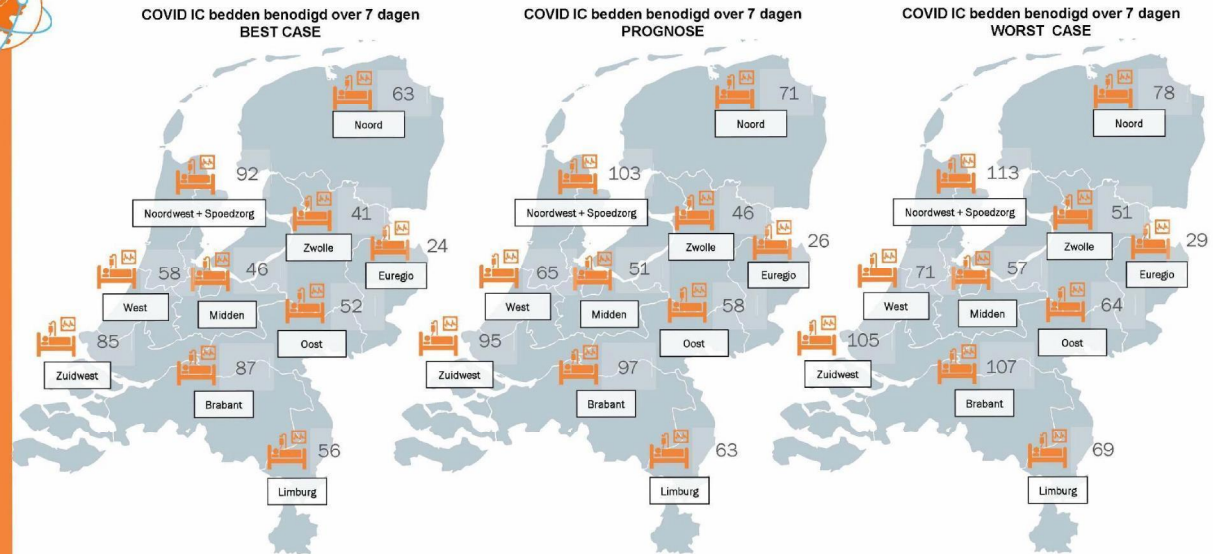 COVID IC bedden benodigd over 7 dagen
BEST CASE
63
Noord
92
Noordwest + Spoedzorg
41
Zwolle
24
Euregio
58
West
46
Midden
52
Oost
85
Zuidwest
87
Brabant
56
Limburg
COVID IC bedden benodigd over 7 dagen
PROGNOSE
71
Noord
103
Noordwest + Spoedzorg
46
Zwolle
26
Euregio
65
West
51
Midden
58
Oost
95
Zuidwest
97
Brabant
63
Limburg
COVID IC bedden benodigd over 7 dagen
WORST CASE
78
Noord
113
Noordwest + Spoedzorg
51
Zwolle
29
Euregio
71
West
57
Midden
64
Oost
105
Zuidwest
107
Brabant
69
Limburg